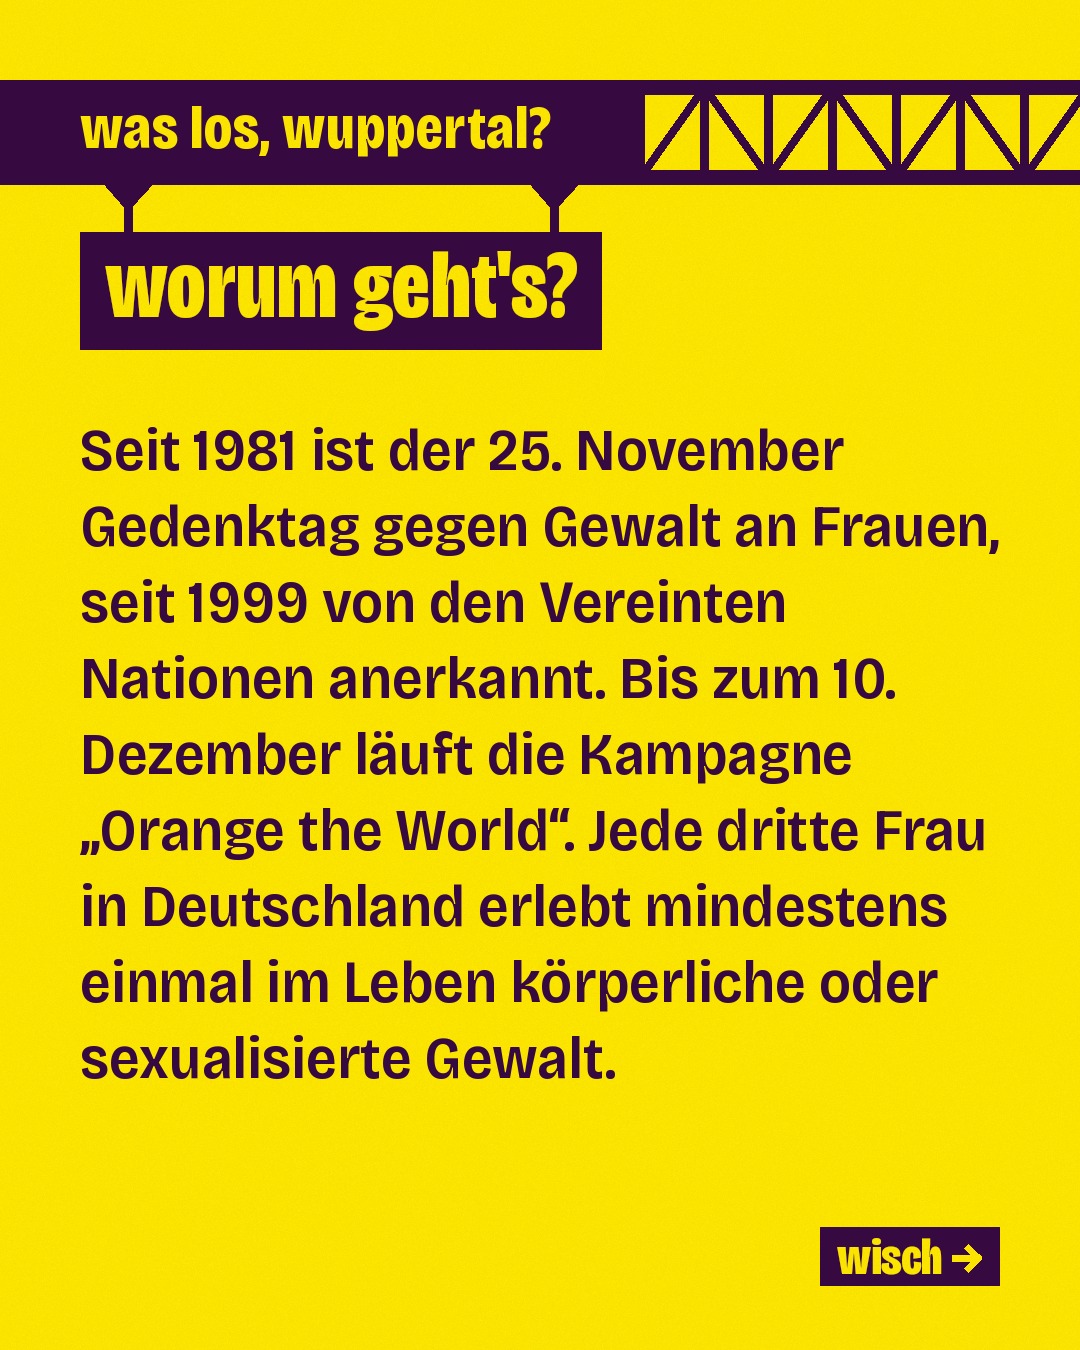 was los, wuppertal?
worum geht's?
Seit 1981 ist der 25. November
Gedenktag gegen Gewalt an Frauen,
seit 1999 von den Vereinten
Nationen anerkannt. Bis zum 10.
Dezember läuft die Kampagne
„Orange the World“. Jede dritte Frau
in Deutschland erlebt mindestens
einmal im Leben körperliche oder
sexualisierte Gewalt.
wisch →